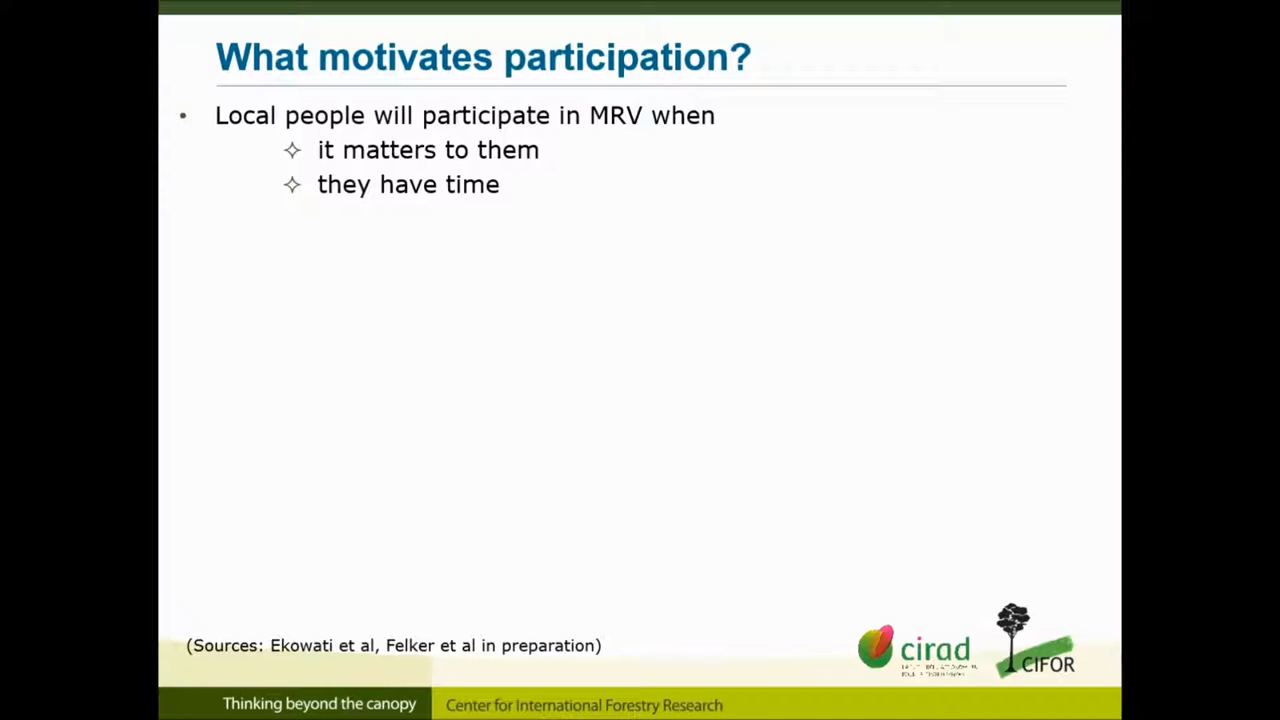 What motivates participation?
• Local people will participate in MRV when
✧ it matters to them
✧ they have time
(Sources: Ekowati et al, Felker et al in preparation)
cirad
CIFOR
Thinking beyond the canopy
Center for International Forestry Research